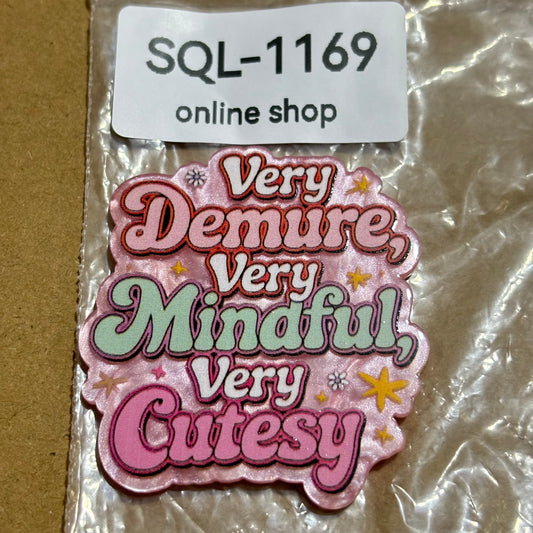 SQL-1169
online shop
Very
Demure,
Very
Mindful,
Very
Cutesy